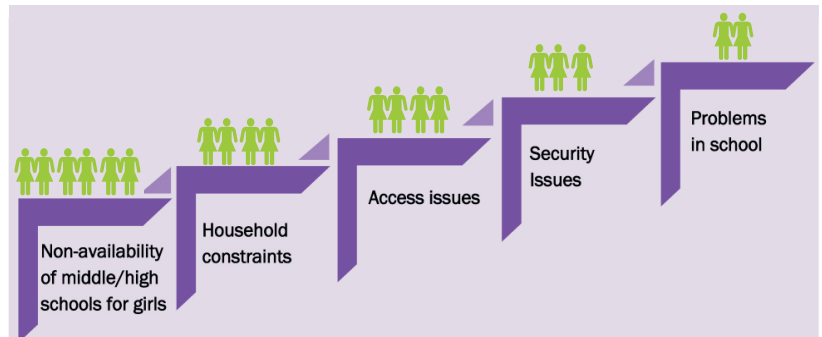 Non-availability
of middle/high
schools for girls
Household
constraints
Access issues
Security
Issues
Problems
in school